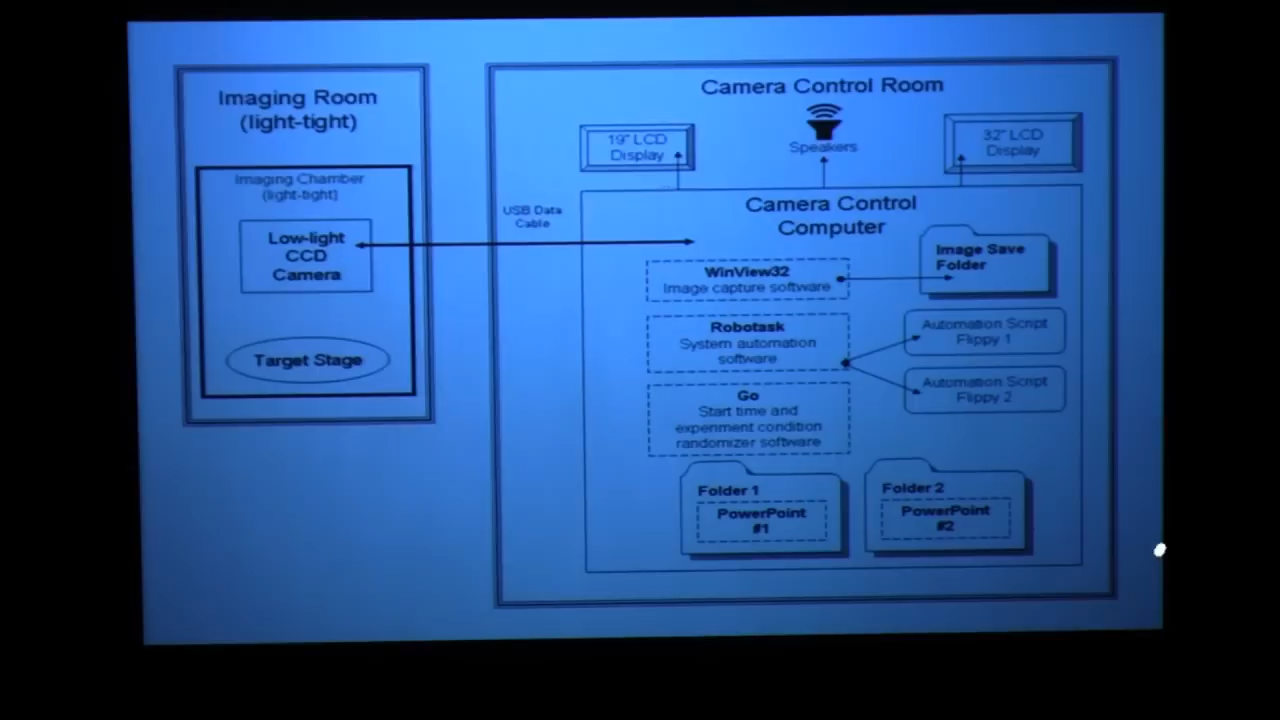 Imaging Room
(light-tight)
Imaging Chamber
(light-tight)
Low-light
CCD
Camera
Target Stage
USB Data
Cable
Camera Control Room
19" LCD
Display
Speakers
32" LCD
Display
Camera Control
Computer
WinView32
Image capture software
Image Save
Folder
Robotask
System automation
software
Automation Script
Flippy 1
Automation Script
Flippy 2
Go
Start time and
experiment condition
randomizer software
Folder 1
PowerPoint
#1
Folder 2
PowerPoint
#2